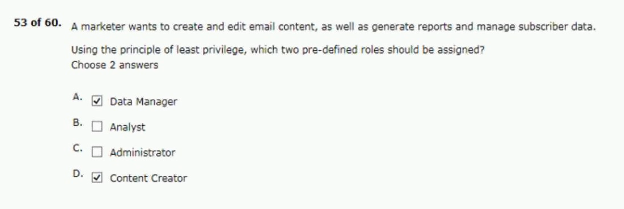 53 of 60. A marketer wants to create and edit email content, as well as generate reports and manage subscriber data.
Using the principle of least privilege, which two pre-defined roles should be assigned?
Choose 2 answers
A. Data Manager
B. Analyst
C. Administrator
D. Content Creator